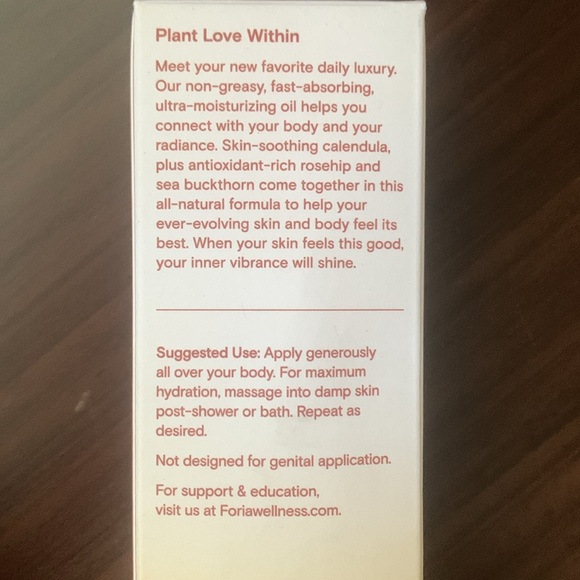 Plant Love Within
Meet your new favorite daily luxury.
Our non-greasy, fast-absorbing,
ultra-moisturizing oil helps you
connect with your body and your
radiance. Skin-soothing calendula,
plus antioxidant-rich rosehip and
sea buckthorn come together in this
all-natural formula to help your
ever-evolving skin and body feel its
best. When your skin feels this good,
your inner vibrance will shine.
Suggested Use: Apply generously
all over your body. For maximum
hydration, massage into damp skin
post-shower or bath. Repeat as
desired.
Not designed for genital application.
For support & education,
visit us at Foriawellness.com.